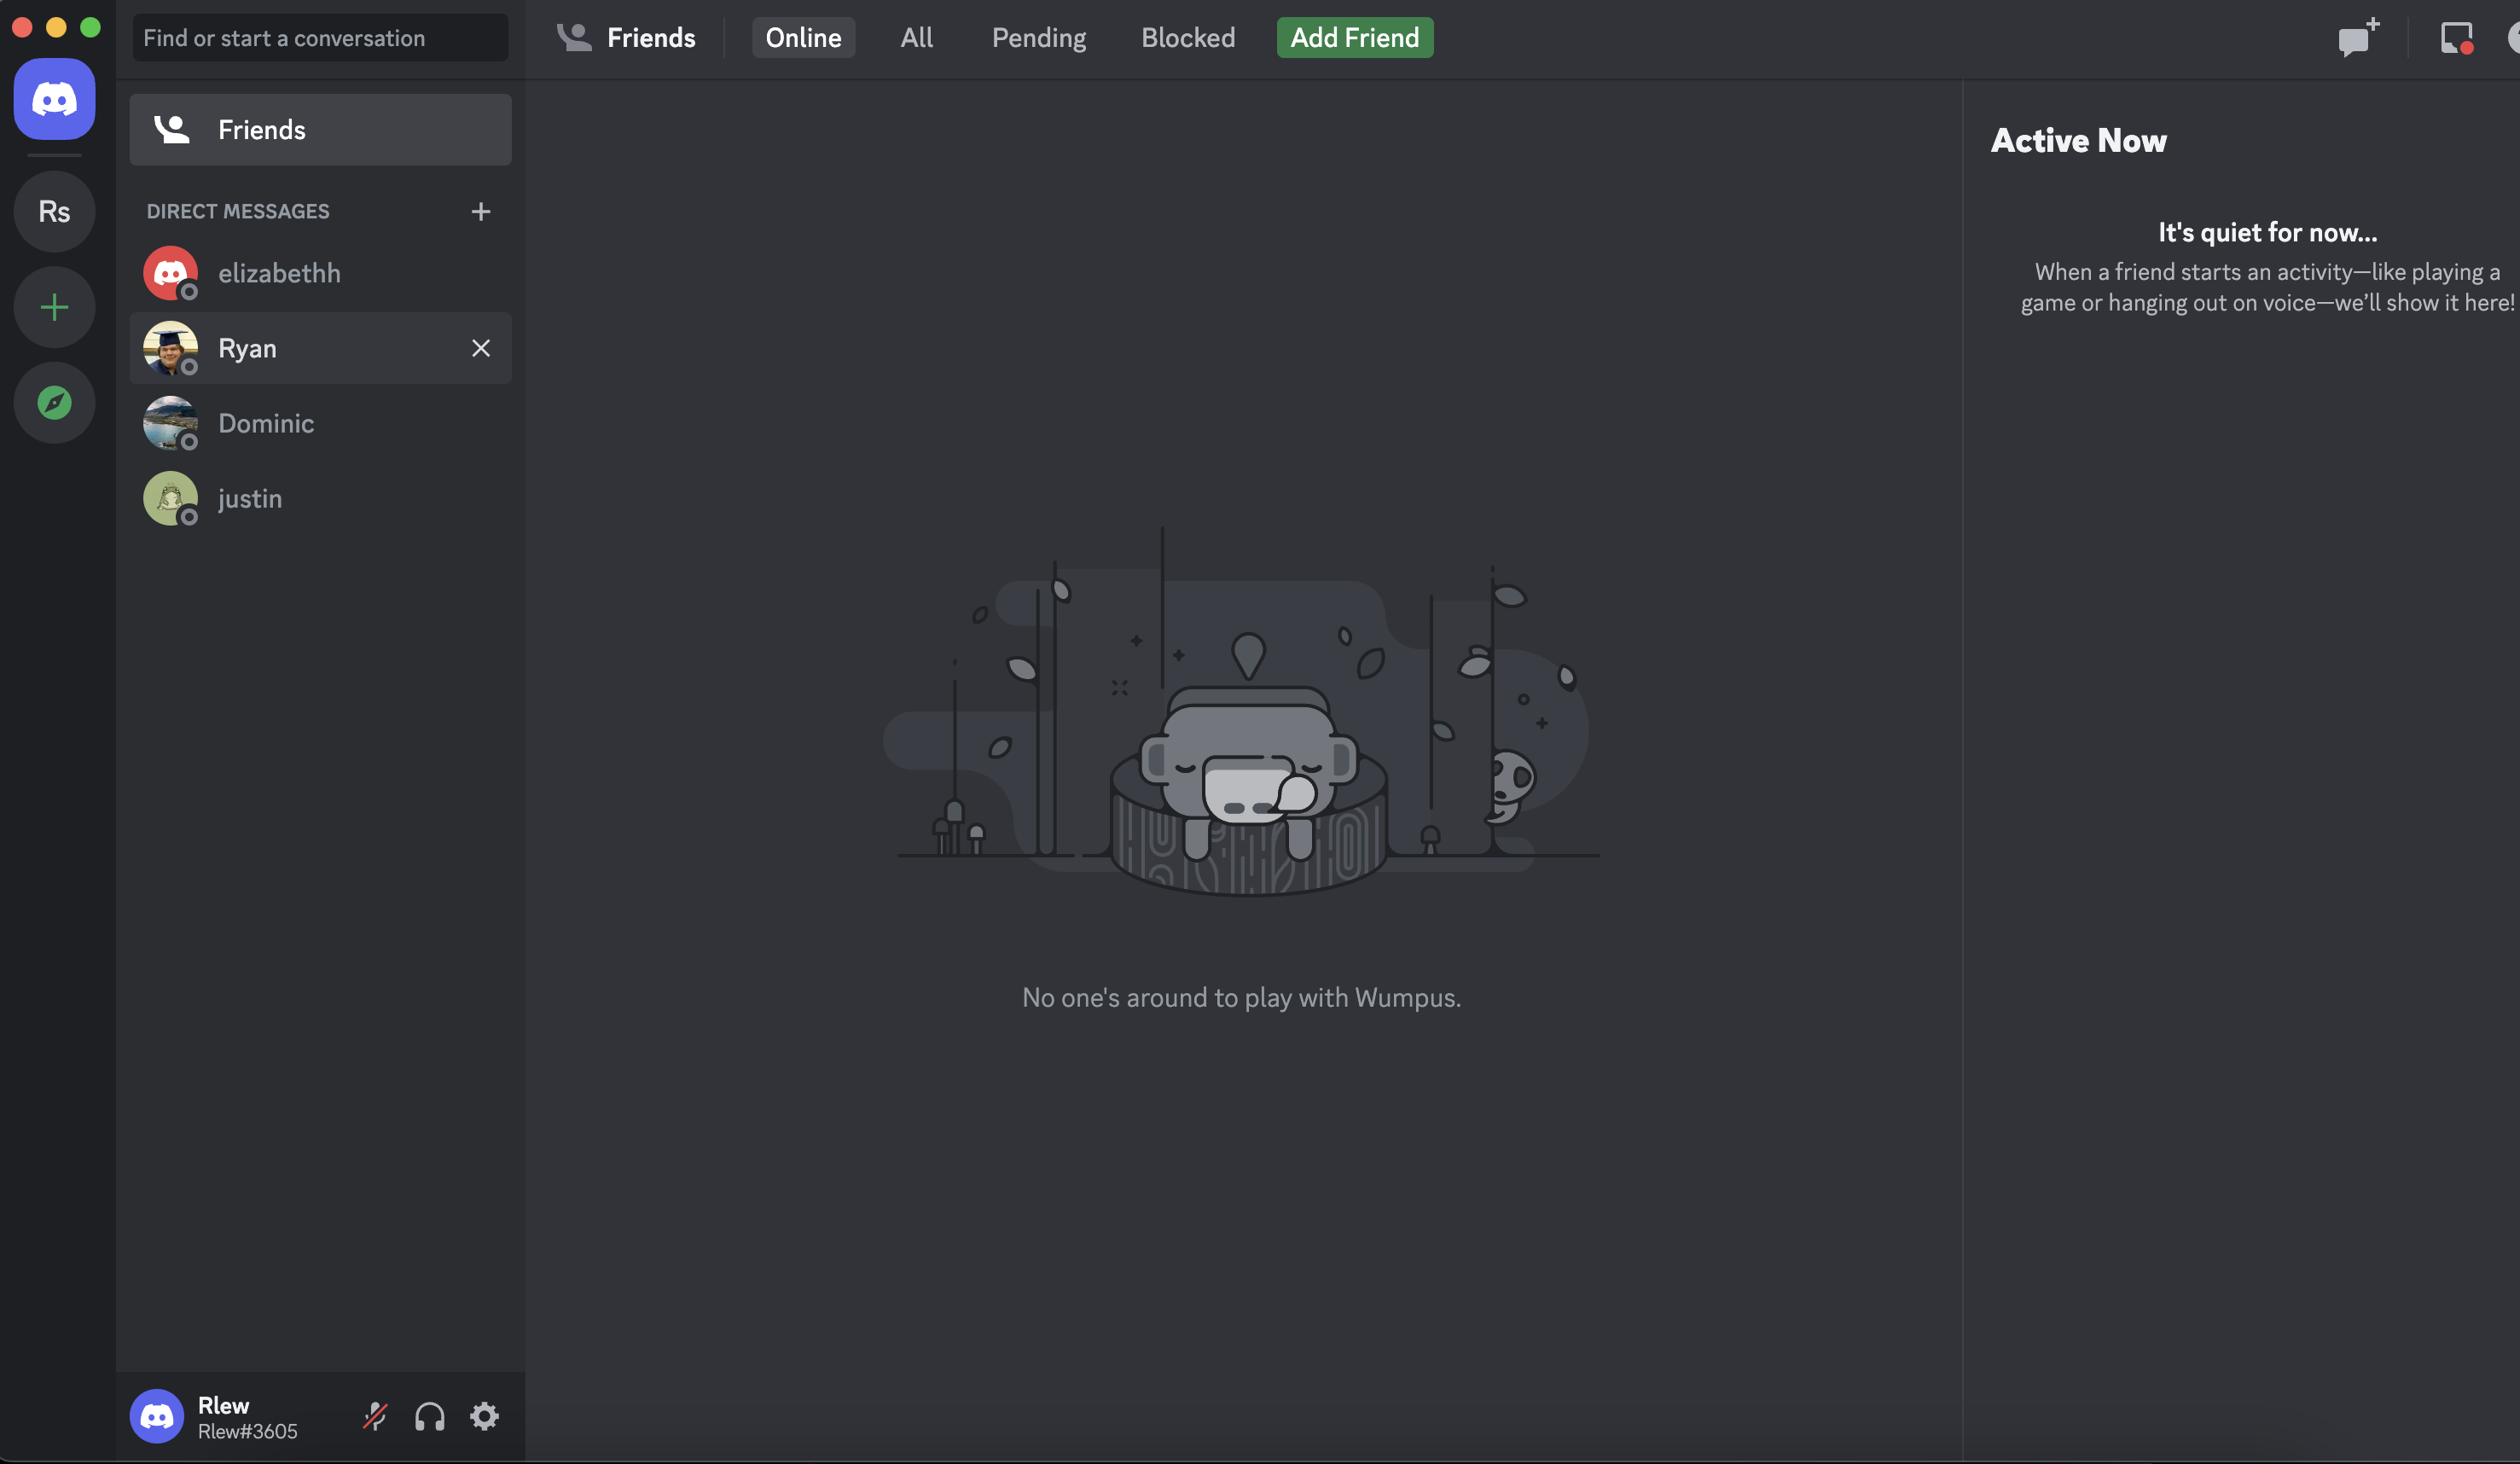 Find or start a conversation
Friends
Online
All
Pending
Blocked
Add Friend
Rs
Friends
DIRECT MESSAGES
elizabethh
Ryan
Dominic
justin
Active Now
It's quiet for now...
When a friend starts an activity—like playing a
game or hanging out on voice—we’ll show it here!
No one's around to play with Wumpus.
Rlew
Rlew#3605